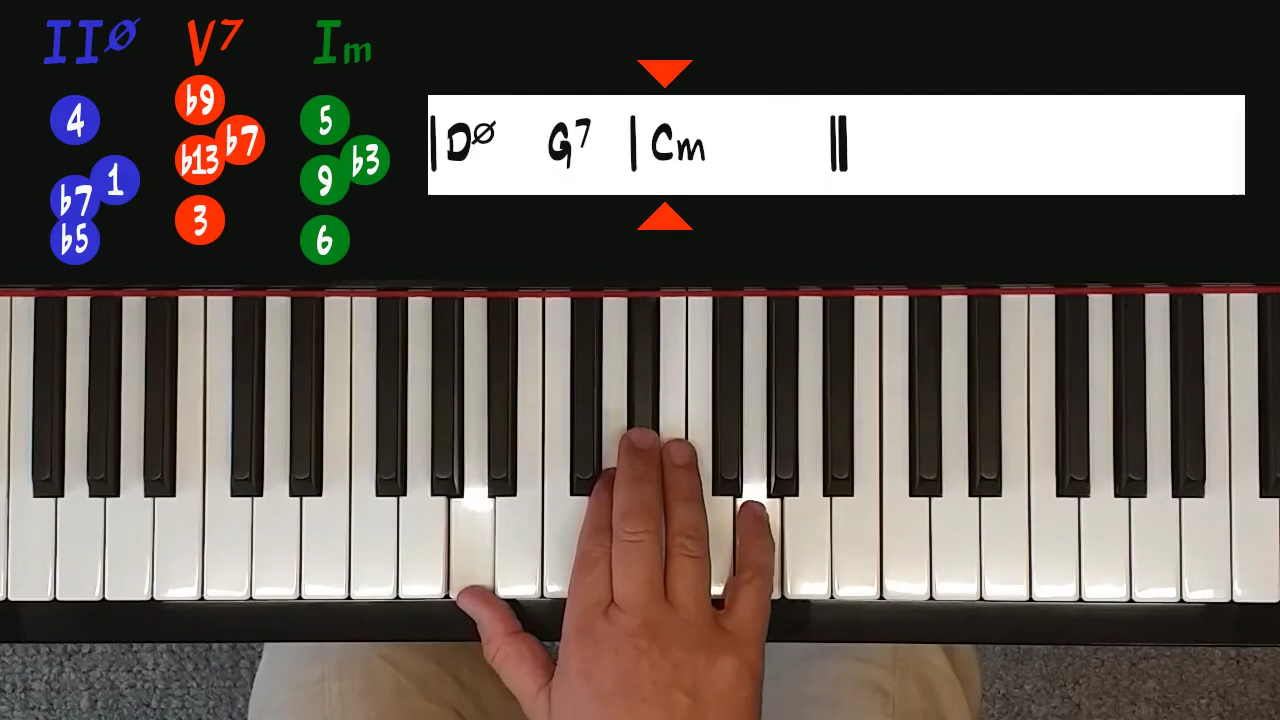 IIø V7 Im
4 b9 5
b7 b3
b13 9
1
b7
3
b5 6
|Dø G7 |Cm ||